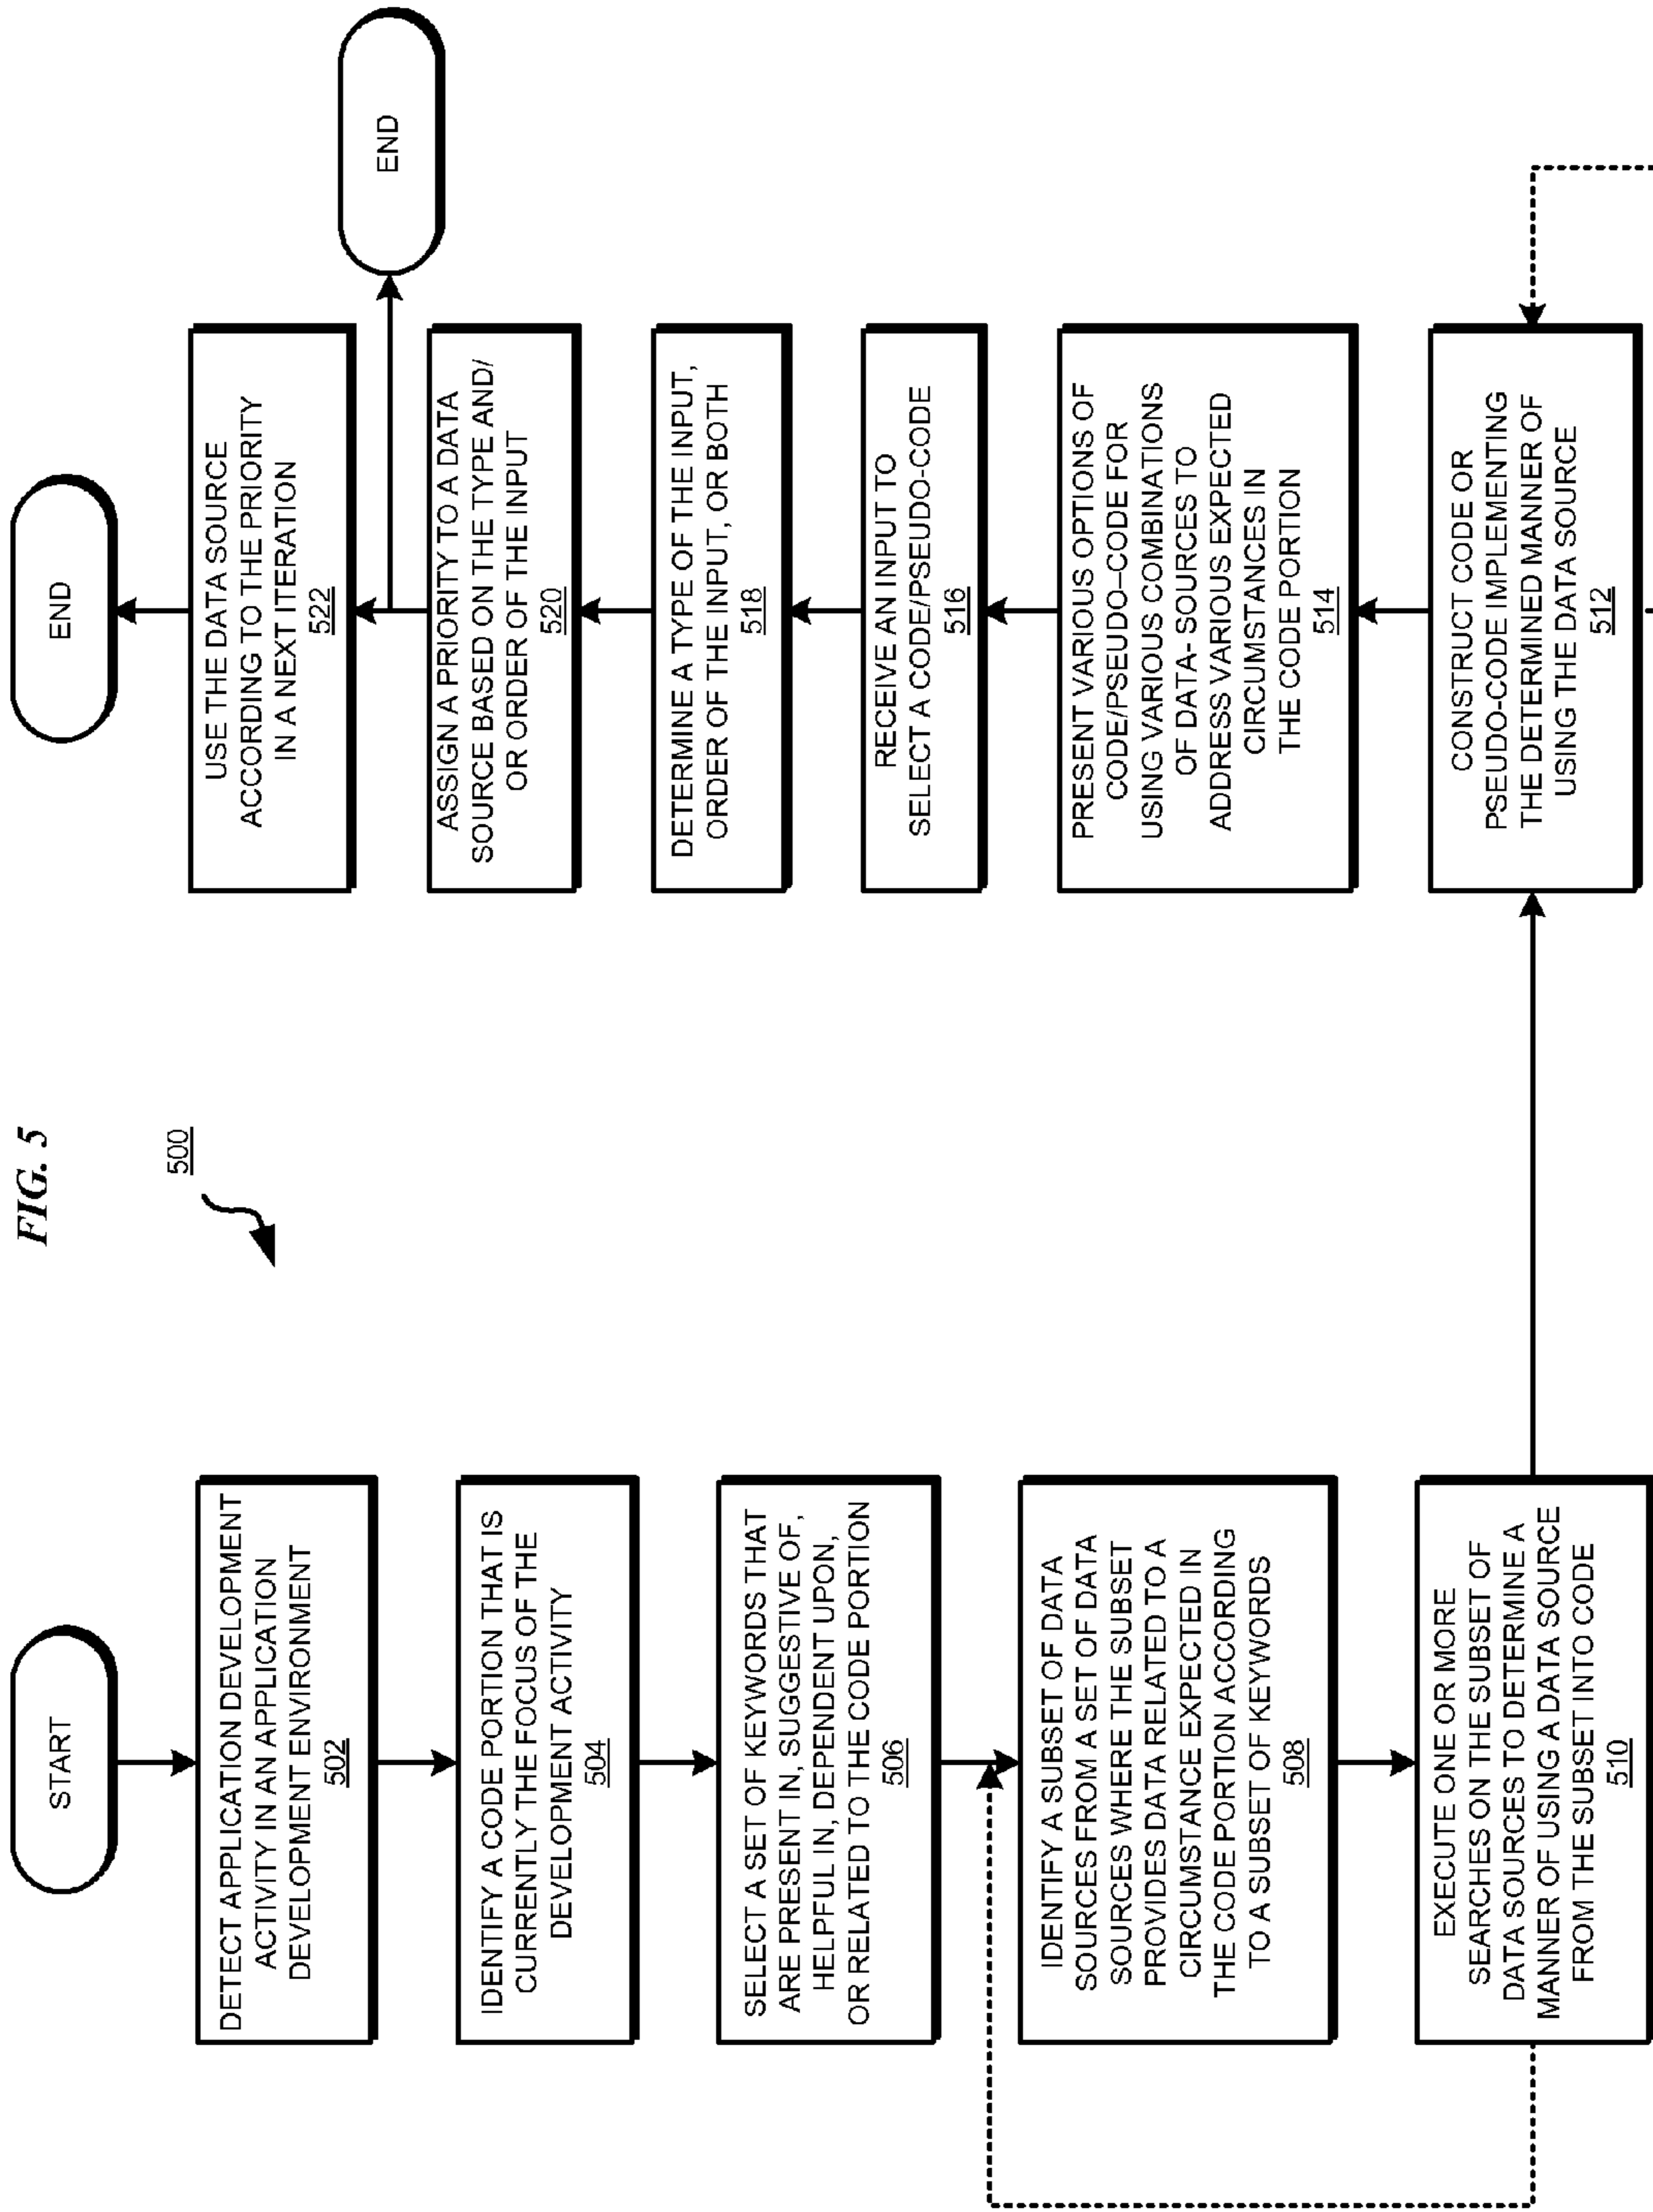 FIG. 5
500
START
DETECT APPLICATION DEVELOPMENT
ACTIVITY IN AN APPLICATION
DEVELOPMENT ENVIRONMENT
502
IDENTIFY A CODE PORTION THAT IS
CURRENTLY THE FOCUS OF THE
DEVELOPMENT ACTIVITY
504
SELECT A SET OF KEYWORDS THAT
ARE PRESENT IN, SUGGESTIVE OF,
HELPFUL IN, DEPENDENT UPON,
OR RELATED TO THE CODE PORTION
506
IDENTIFY A SUBSET OF DATA
SOURCES FROM A SET OF DATA
SOURCES WHERE THE SUBSET
PROVIDES DATA RELATED TO A
CIRCUMSTANCE EXPECTED IN
THE CODE PORTION ACCORDING
TO A SUBSET OF KEYWORDS
508
EXECUTE ONE OR MORE
SEARCHES ON THE SUBSET OF
DATA SOURCES TO DETERMINE A
MANNER OF USING A DATA SOURCE
FROM THE SUBSET INTO CODE
510
CONSTRUCT CODE OR
PSEUDO-CODE IMPLEMENTING
THE DETERMINED MANNER OF
USING THE DATA SOURCE
512
PRESENT VARIOUS OPTIONS OF
CODE/PSEUDO–CODE FOR
USING VARIOUS COMBINATIONS
OF DATA- SOURCES TO
ADDRESS VARIOUS EXPECTED
CIRCUMSTANCES IN
THE CODE PORTION
514
RECEIVE AN INPUT TO
SELECT A CODE/PSEUDO-CODE
516
DETERMINE A TYPE OF THE INPUT,
ORDER OF THE INPUT, OR BOTH
518
ASSIGN A PRIORITY TO A DATA
SOURCE BASED ON THE TYPE AND/
OR ORDER OF THE INPUT
520
USE THE DATA SOURCE
ACCORDING TO THE PRIORITY
IN A NEXT ITERATION
522
END
END